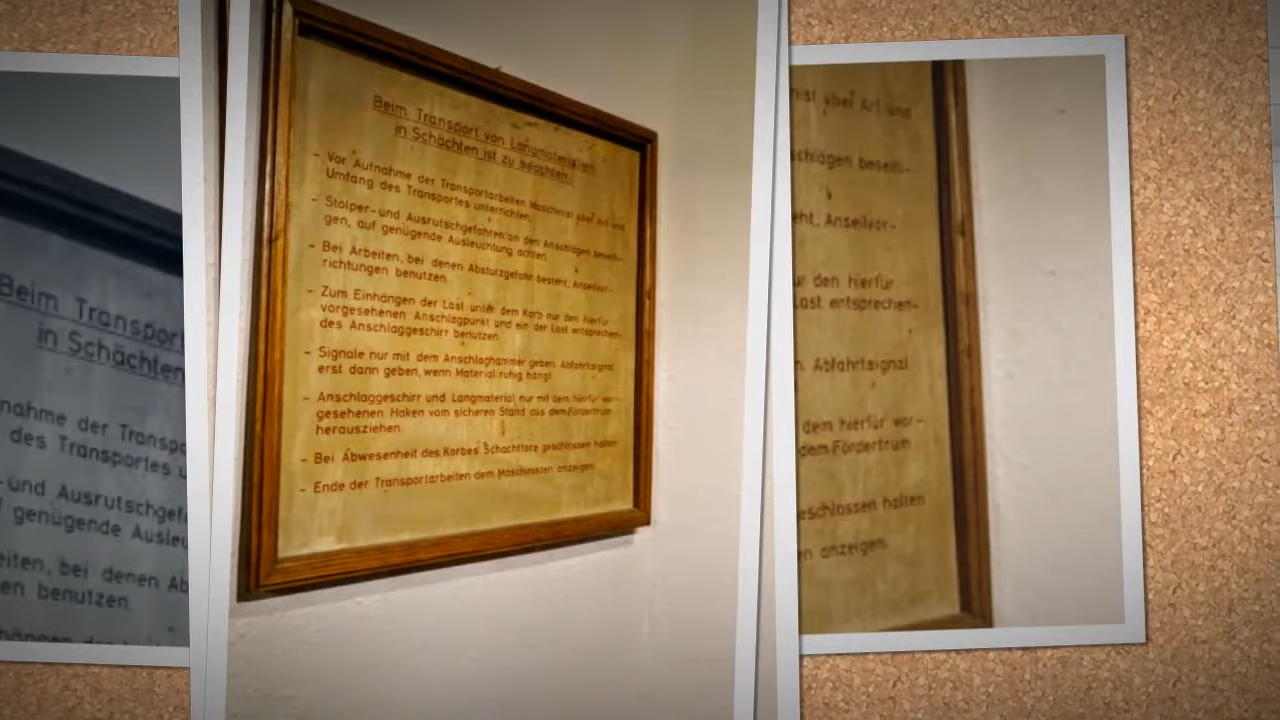 Beim Transport von Langmaterialien
in Schächten ist zu beachten:
- Vor Aufnahme der Transportarbeiten Maschinist über Art und
Umfang des Transportes unterrichten.
- Stolper- und Ausrutschgefahren an den Anschlägen beseiti-
gen, auf genügende Ausleuchtung achten.
- Bei Arbeiten, bei denen Absturzgefahr besteht, Anseilvor-
richtungen benutzen.
- Zum Einhängen der Last unter dem Korb nur den hierfür
vorgesehenen Anschlagpunkt und ein der Last entsprechen-
des Anschlaggeschirr benutzen.
- Signale nur mit dem Anschlaghammer geben. Abfahrtsignal
erst dann geben, wenn Material ruhig hängt.
- Anschlaggeschirr und Langmaterial nur mit dem hierfür vor-
gesehenen Haken vom sicheren Stand aus dem Fördertrum
herausziehen.
- Bei Abwesenheit des Korbes Schachttore geschlossen halten
- Ende der Transportarbeiten dem Maschinisten anzeigen.
Beim Transport
in Schächten
nahme der Transpo
des Transportes u
- und Ausrutschgefa
genügende Ausleu
eiten, bei denen Ab
en benutzen.
nist über Art und
schlägen beseiti-
eht, Anseilvor-
ur den hierfür
Last entsprechen-
n. Abfahrtsignal
dem hierfür vor-
dem Fördertrum
eschlossen halten
en anzeigen.